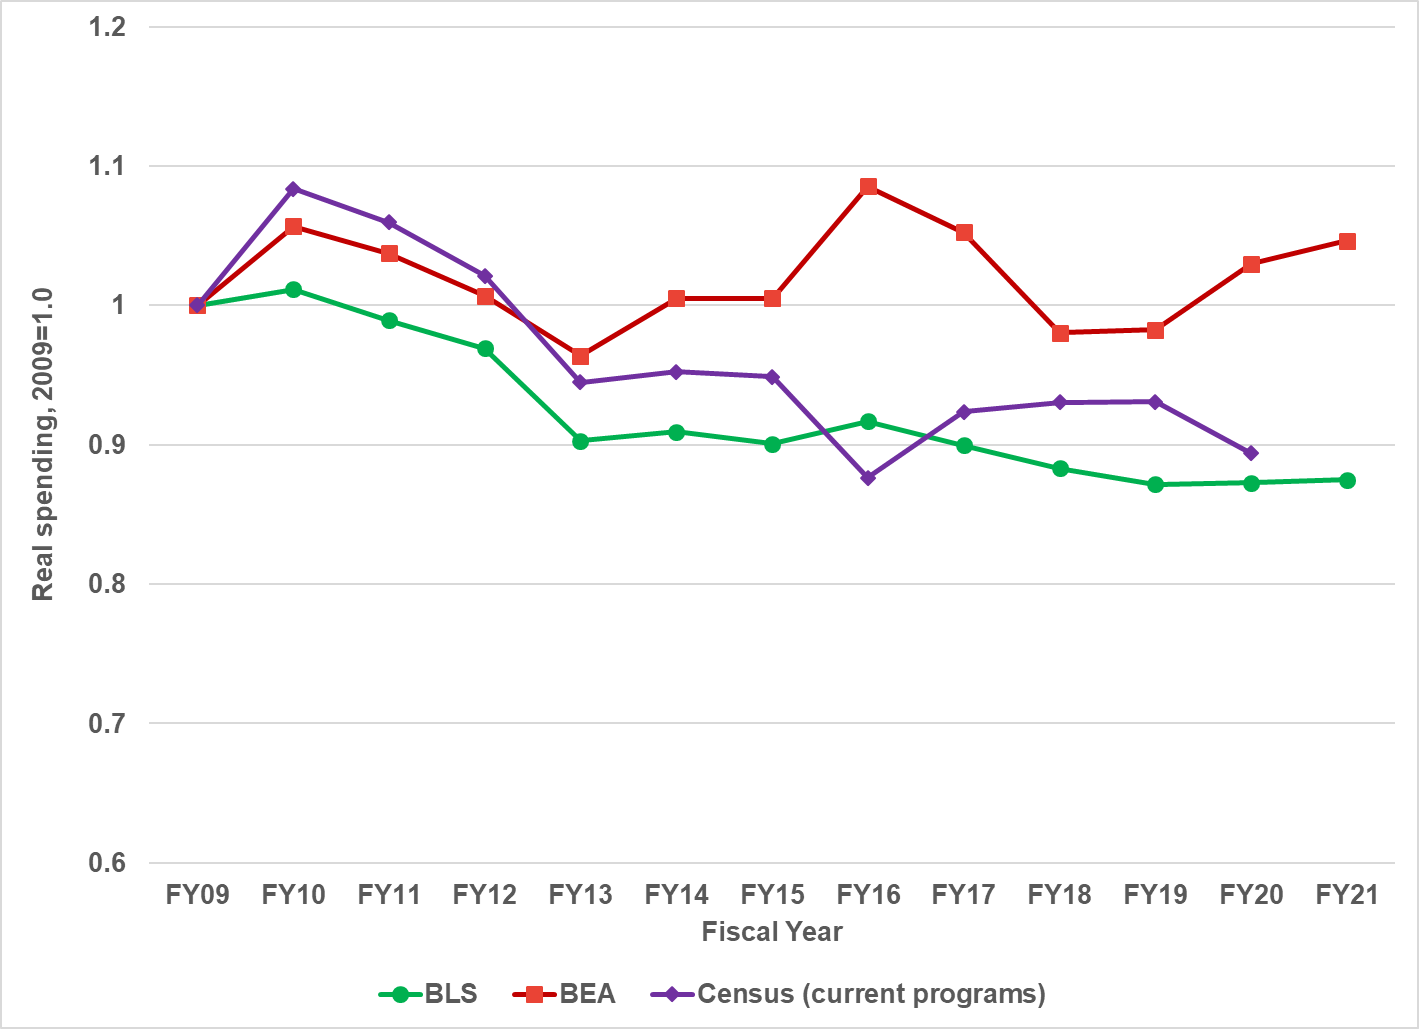 1.2
1.1
1
0.9
0.8
0.7
0.6
Real spending, 2009=1.0
FY09 FY10 FY11 FY12 FY13 FY14 FY15 FY16 FY17 FY18 FY19 FY20 FY21
Fiscal Year
BLS BEA Census (current programs)